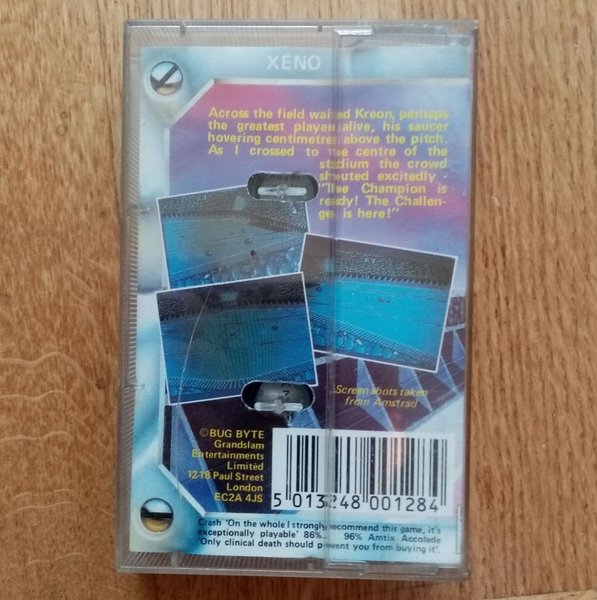 XENO
Across the field waited Kreon, perhaps
the greatest player alive, his saucer
hovering centimetres above the pitch.
As I crossed to the centre of the
stadium the crowd
shouted excitedly -
"The Champion is
ready! The Challen-
ger is here!"
Screen shots taken
from Amstrad
©BUG BYTE
Grandslam
Entertainments
Limited
12-18 Paul Street
London
EC2A 4JS
5 013248 001284
Crash 'On the whole I strongly recommend this game, it's
exceptionally playable' 86%.. 96% Amtix Accolade
'Only clinical death should prevent you from buying it'.